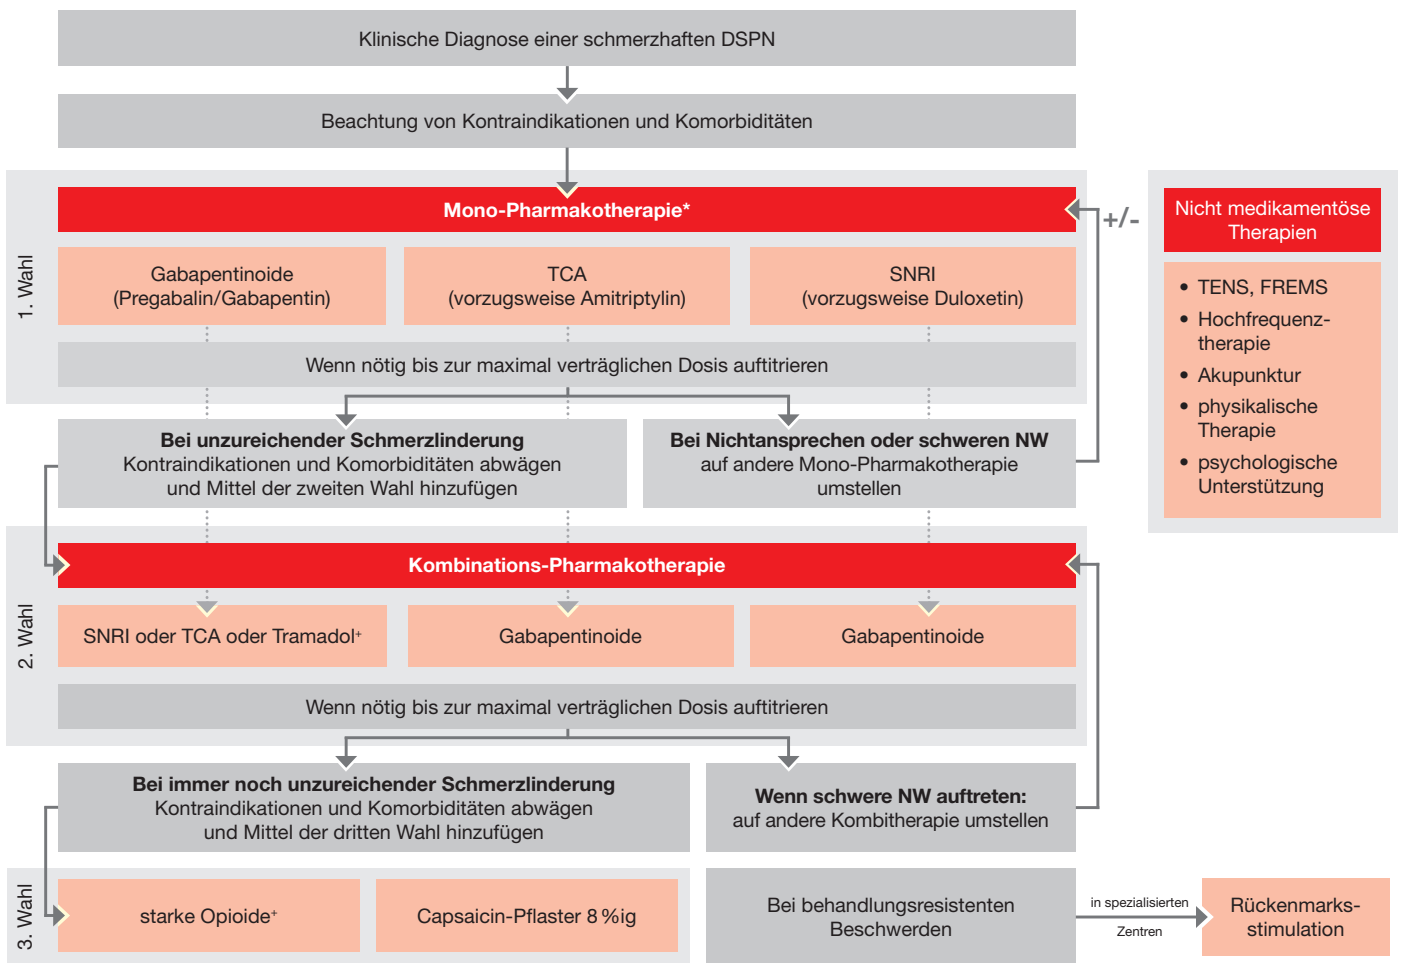 Klinische Diagnose einer schmerzhaften DSPN
Beachtung von Kontraindikationen und Komorbiditäten
1. Wahl
Mono-Pharmakotherapie*
Gabapentinoide
(Pregabalin/Gabapentin)
TCA
(vorzugsweise Amitriptylin)
SNRI
(vorzugsweise Duloxetin)
Wenn nötig bis zur maximal verträglichen Dosis auftitrieren
Bei unzureichender Schmerzlinderung
Kontraindikationen und Komorbiditäten abwägen
und Mittel der zweiten Wahl hinzufügen
Bei Nichtansprechen oder schweren NW
auf andere Mono-Pharmakotherapie
umstellen
+/-
Nicht medikamentöse
Therapien
• TENS, FREMS
• Hochfrequenz-
therapie
• Akupunktur
• physikalische
Therapie
• psychologische
Unterstützung
2. Wahl
Kombinations-Pharmakotherapie
SNRI oder TCA oder Tramadol+
Gabapentinoide
Gabapentinoide
Wenn nötig bis zur maximal verträglichen Dosis auftitrieren
Bei immer noch unzureichender Schmerzlinderung
Kontraindikationen und Komorbiditäten abwägen
und Mittel der dritten Wahl hinzufügen
Wenn schwere NW auftreten:
auf andere Kombitherapie umstellen
3. Wahl
starke Opioide+
Capsaicin-Pflaster 8 %ig
Bei behandlungsresistenten
Beschwerden
in spezialisierten
Zentren
Rückenmarks-
stimulation